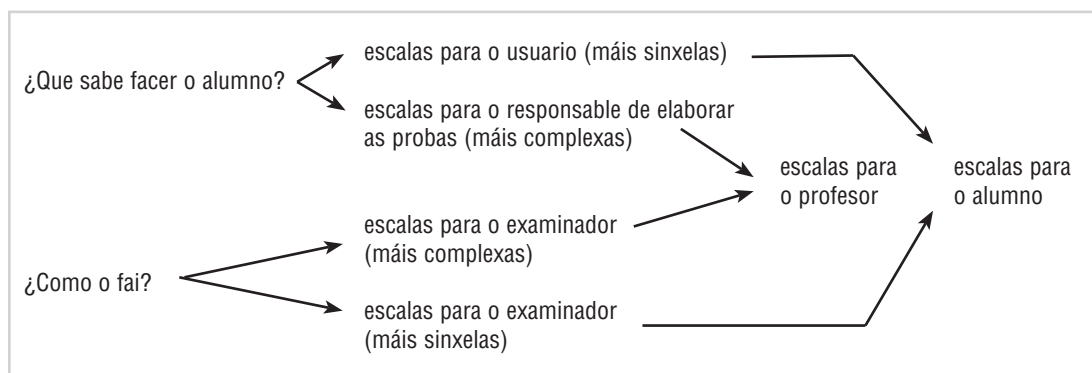 escalas para o usuario (máis sinxelas)
¿Que sabe facer o alumno?
escalas para o responsable de elaborar
as probas (máis complexas)
escalas para
o profesor
escalas para
o alumno
escalas para o examinador
(máis complexas)
¿Como o fai?
escalas para o examinador
(máis sinxelas)